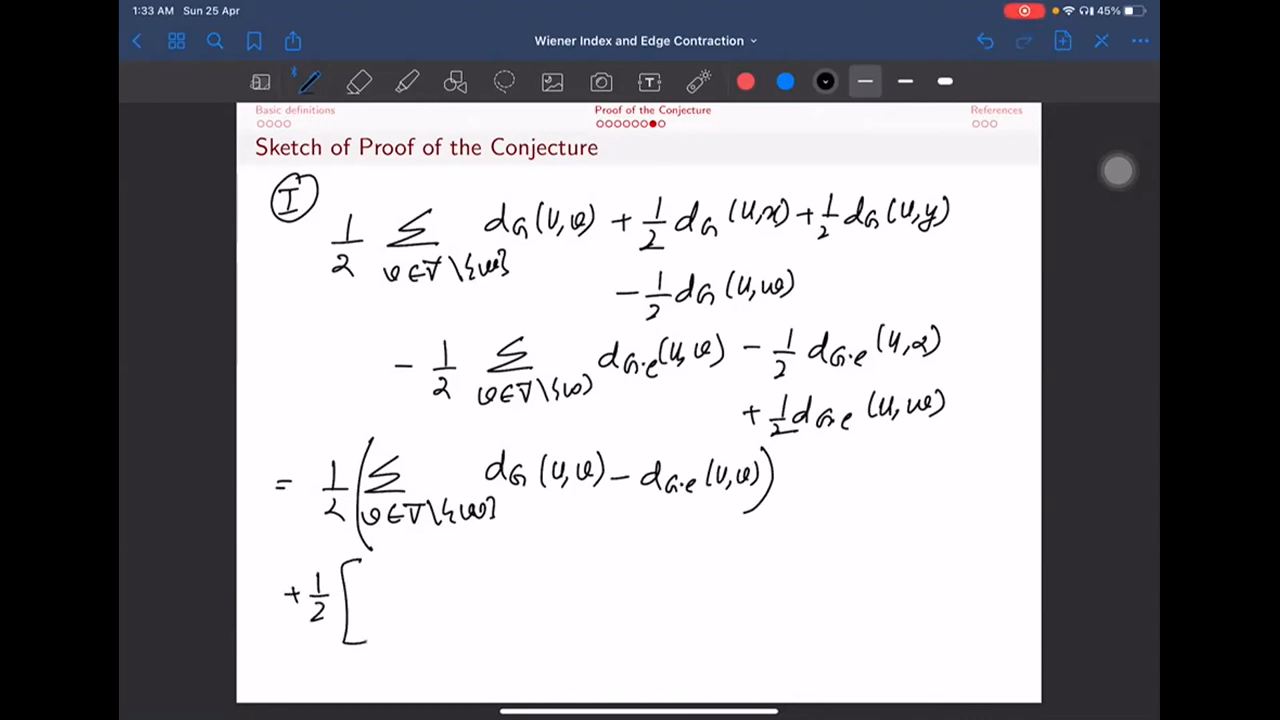 1:33 AM Sun 25 Apr
45%
Wiener Index and Edge Contraction
T
Basic definitions
Proof of the Conjecture
References
Sketch of Proof of the Conjecture
I
1/2 Σ_{v∈T\{w}} d_G(u,v) + 1/2 d_G(u,x) + 1/2 d_G(u,y)
- 1/2 d_G(u,w)
- 1/2 Σ_{v∈T\{w}} d_{G·e}(u,v) - 1/2 d_{G·e}(u,α)
+ 1/2 d_{G·e}(u,w)
= 1/2 ( Σ_{v∈T\{w}} d_G(u,v) - d_{G·e}(u,v) )
+ 1/2 [